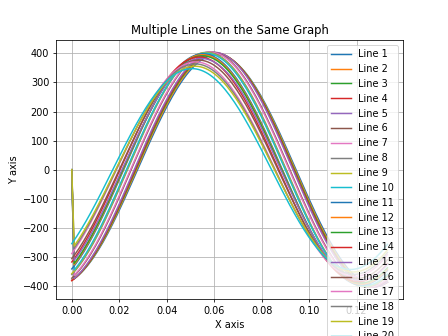 Multiple Lines on the Same Graph
Y axis
400
300
200
100
0
−100
−200
−300
−400
0.00
0.02
0.04
0.06
0.08
0.10
X axis
Line 1
Line 2
Line 3
Line 4
Line 5
Line 6
Line 7
Line 8
Line 9
Line 10
Line 11
Line 12
Line 13
Line 14
Line 15
Line 16
Line 17
Line 18
Line 19
Line 20